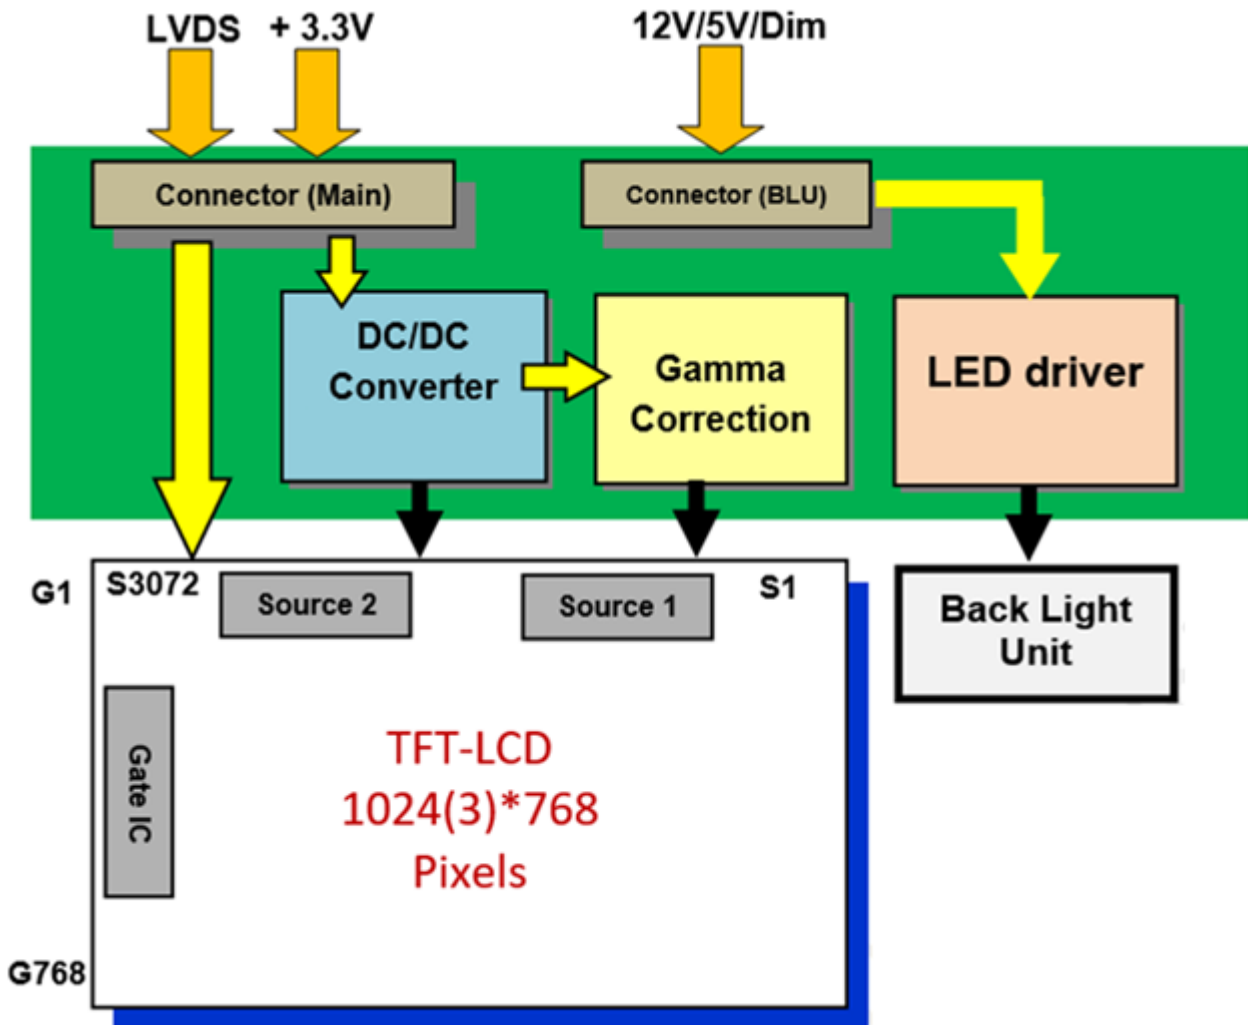 LVDS
+ 3.3V
12V/5V/Dim
Connector (Main)
Connector (BLU)
DC/DC
Converter
Gamma
Correction
LED driver
G1
S3072
Source 2
Source 1
S1
Back Light
Unit
Gate IC
TFT-LCD
1024(3)*768
Pixels
G768